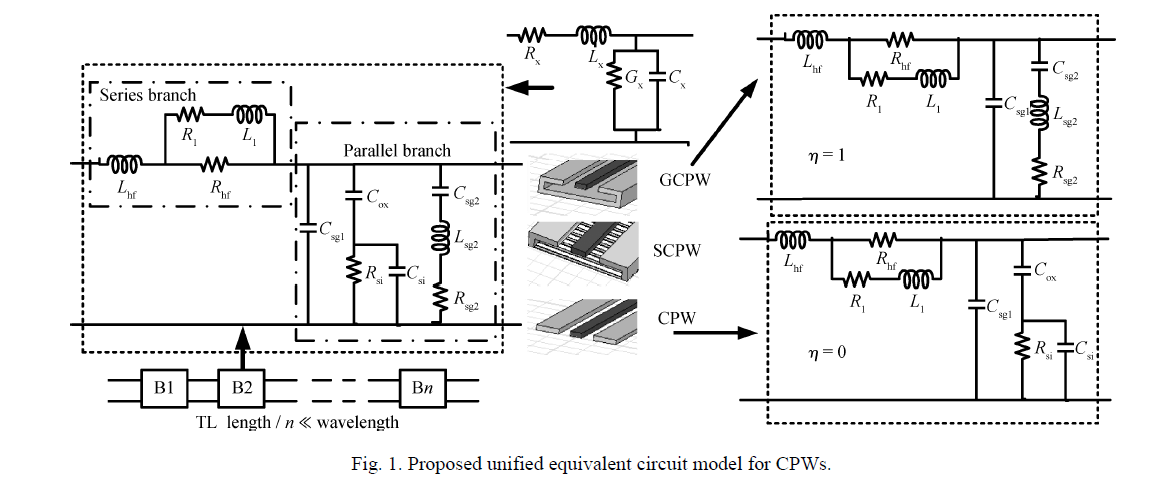 Series branch
R1
L1
Lhf
Rhf
Parallel branch
Csg1
Cox
Rsi
Csi
Csg2
Lsg2
Rsg2
B1
B2
Bn
TL length / n ≪ wavelength
Rx
Lx
Gx
Cx
GCPW
SCPW
CPW
Lhf
Rhf
R1
L1
Csg1
Csg2
Lsg2
Rsg2
η = 1
Lhf
Rhf
R1
L1
Csg1
Cox
Rsi
Csi
η = 0
Fig. 1. Proposed unified equivalent circuit model for CPWs.